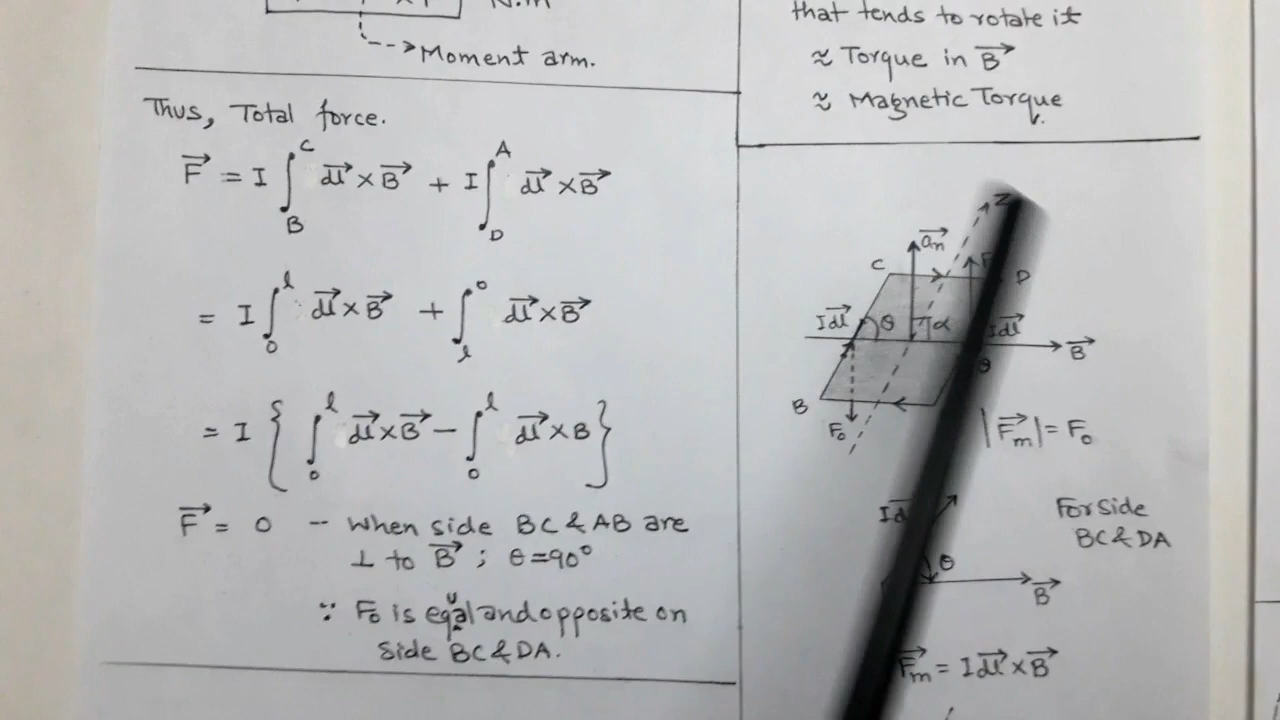 N.m
Moment arm.
Thus, Total force.
F⃗ = I ∫_B^C dl⃗ × B⃗ + I ∫_D^A dl⃗ × B⃗
= I ∫_0^l dl⃗ × B⃗ + ∫_l^0 dl⃗ × B⃗
= I { ∫_0^l dl⃗ × B⃗ − ∫_0^l dl⃗ × B }
F⃗ = 0 -- when side BC & AB are
⊥ to B⃗ ; θ = 90°
∵ F₀ is equal and opposite on
Side BC & DA.
that tends to rotate it
≈ Torque in B⃗
≈ Magnetic Torque.
Z
a⃗n
C
F
D
Idl⃗
θ
α
Idl⃗
B⃗
θ
B
F₀
|F⃗m| = F₀
For side
BC & DA
θ
B⃗
F⃗m = Idl⃗ × B⃗